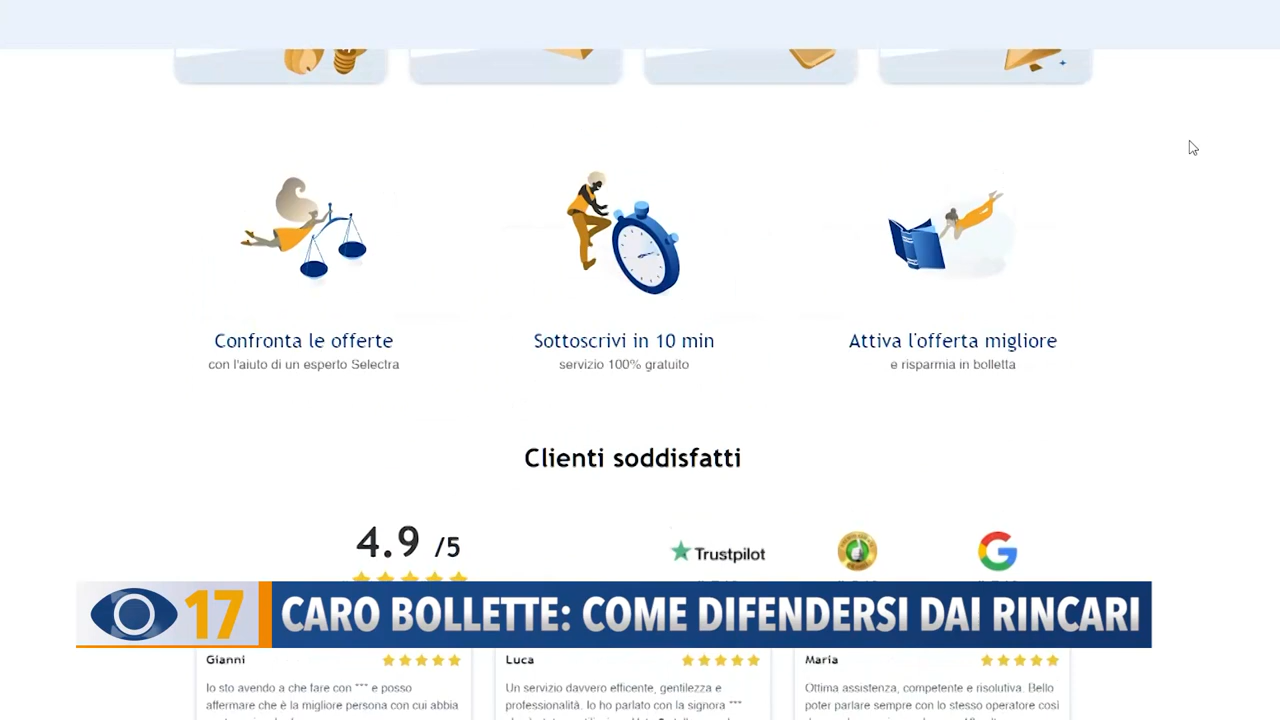 Confronta le offerte
con l'aiuto di un esperto Selectra
Sottoscrivi in 10 min
servizio 100% gratuito
Attiva l'offerta migliore
e risparmia in bolletta
Clienti soddisfatti
4.9 /5
Trustpilot
17 CARO BOLLETTE: COME DIFENDERSI DAI RINCARI
Gianni
Io sto avendo a che fare con *** e posso
affermare che è la migliore persona con cui abbia
Luca
Un servizio davvero efficente, gentilezza e
professionalità. Io ho parlato con la signora ***
Maria
Ottima assistenza, competente e risolutiva. Bello
poter parlare sempre con lo stesso operatore così